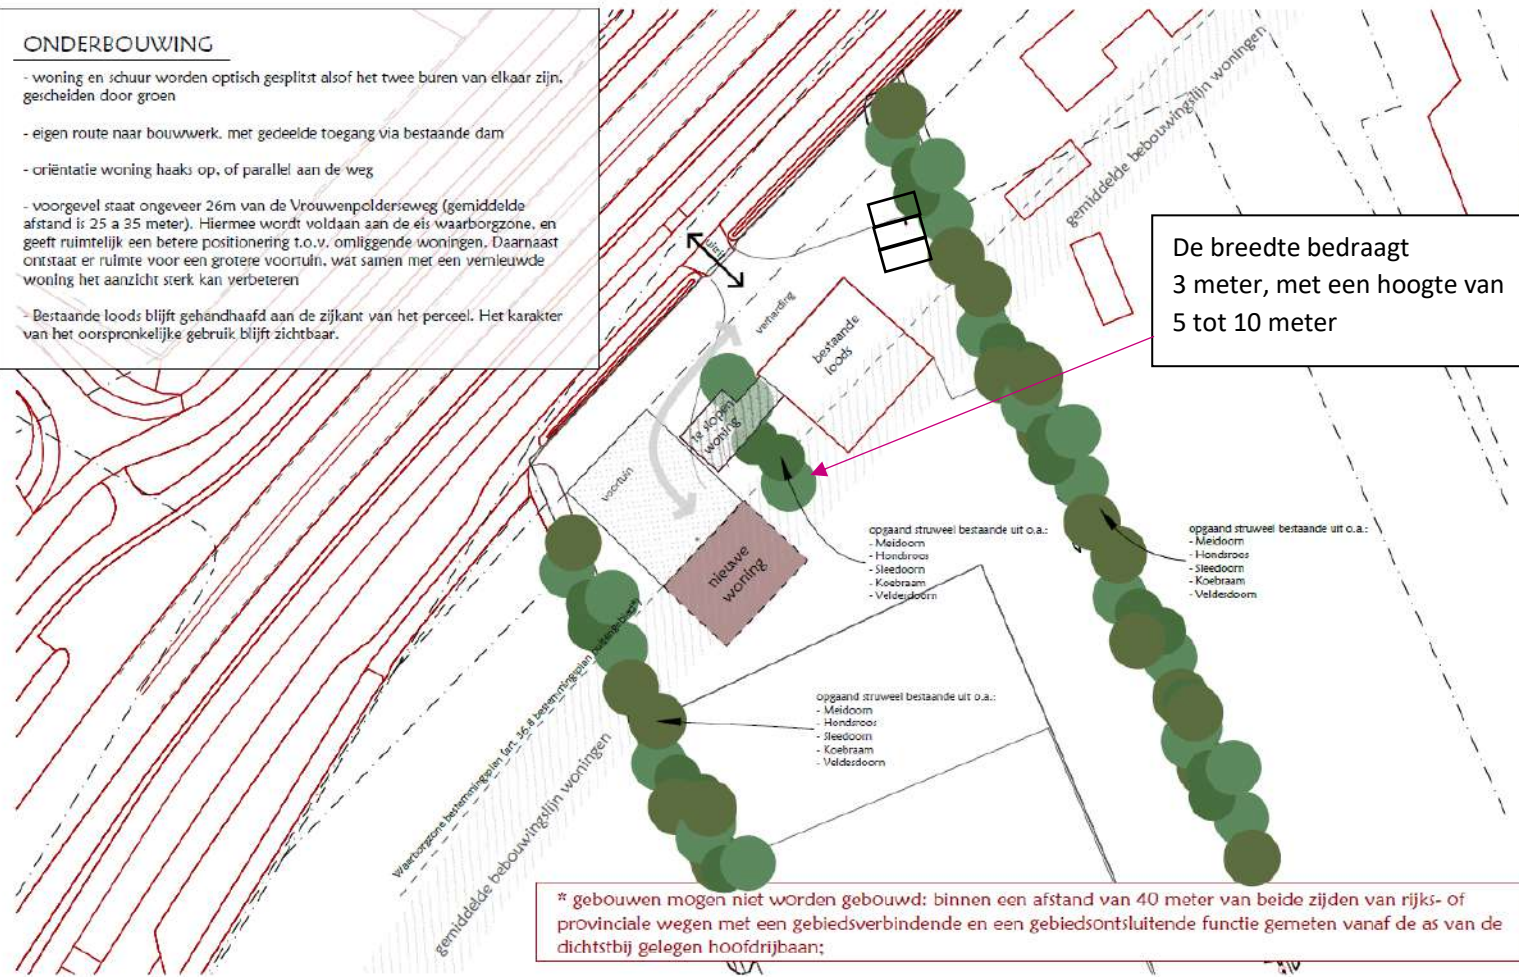 ONDERBOUWING
- woning en schuur worden optisch gesplitst alsof het twee buren van elkaar zijn,
gescheiden door groen
- eigen route naar bouwwerk, met gedeelde toegang via bestaande dam
- oriëntatie woning haaks op, of parallel aan de weg
- voorgevel staat ongeveer 26m van de Vrouwenpolderseweg (gemiddelde
afstand is 25 a 35 meter). Hiermee wordt voldaan aan de eis waarborgzone, en
geeft ruimtelijk een betere positionering t.o.v. omliggende woningen. Daarnaast
ontstaat er ruimte voor een grotere voortuin, wat samen met een vernieuwde
woning het aanzicht sterk kan verbeteren
- Bestaande loods blijft gehandhaafd aan de zijkant van het perceel. Het karakter
van het oorspronkelijke gebruik blijft zichtbaar.
gemiddelde bebouwingslijn woningen
De breedte bedraagt
3 meter, met een hoogte van
5 tot 10 meter
uitrit
verharding
bestaande
loods
te slopen
woning
voortuin
nieuwe
woning
opgaand struweel bestaande uit o.a.:
- Meidoorn
- Hondsroos
- Sleedoorn
- Koebraam
- Veldesdoorn
opgaand struweel bestaande uit o.a.:
- Meidoorn
- Hondsroos
- Sleedoorn
- Koebraam
- Veldesdoorn
opgaand struweel bestaande uit o.a.:
- Meidoorn
- Hondsroos
- Sleedoorn
- Koebraam
- Veldesdoorn
Waarborgzone bestemmingsplan (art. 36.8 bestemmingsplan buitengebied*)
gemiddelde bebouwingslijn woningen
* gebouwen mogen niet worden gebouwd: binnen een afstand van 40 meter van beide zijden van rijks- of
provinciale wegen met een gebiedsverbindende en een gebiedsontsluitende functie gemeten vanaf de as van de
dichtstbij gelegen hoofdrijbaan;